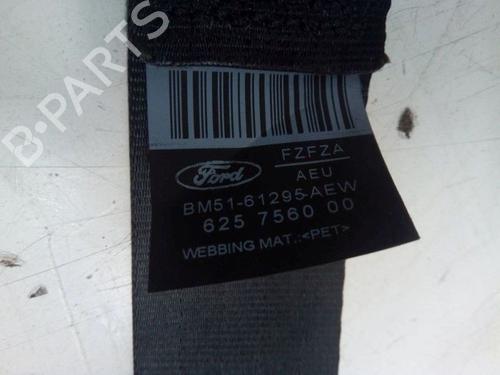 B-PARTS
FZFZA
Ford
AEU
BM51-61295-AEW
625 7560 00
WEBBING MAT.:<PET>